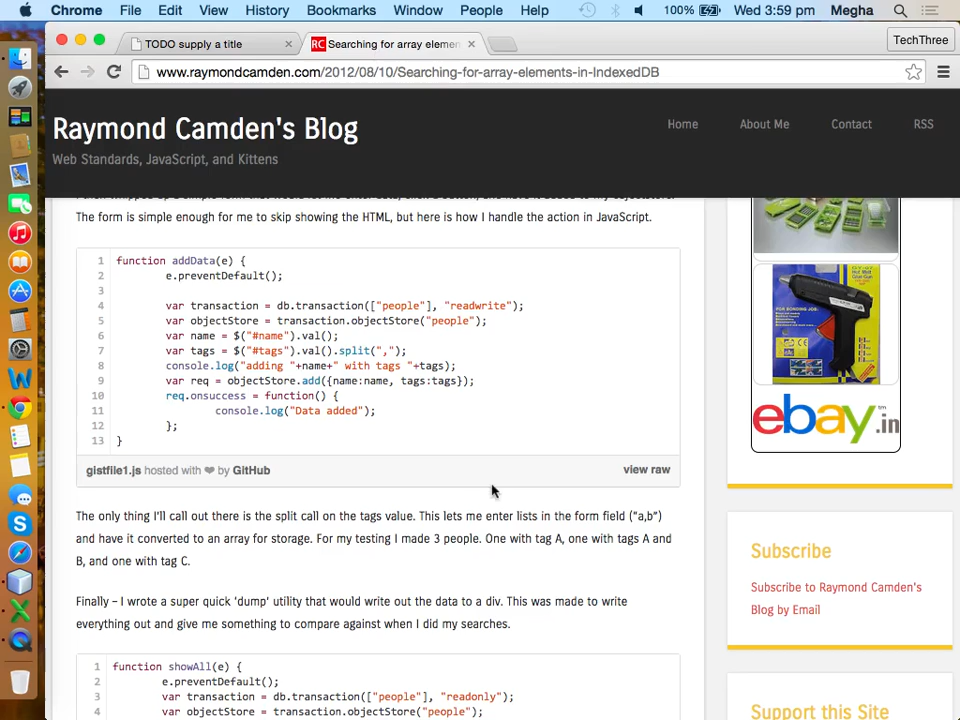 Chrome File Edit View History Bookmarks Window People Help 100% Wed 3:59 pm Megha
TODO supply a title
Searching for array elemen
TechThree
www.raymondcamden.com/2012/08/10/Searching-for-array-elements-in-IndexedDB
Raymond Camden's Blog
Web Standards, JavaScript, and Kittens
Home About Me Contact RSS
The form is simple enough for me to skip showing the HTML, but here is how I handle the action in JavaScript.
1 function addData(e) {
2 e.preventDefault();
3
4 var transaction = db.transaction(["people"], "readwrite");
5 var objectStore = transaction.objectStore("people");
6 var name = $("#name").val();
7 var tags = $("#tags").val().split(",");
8 console.log("adding "+name+" with tags "+tags);
9 var req = objectStore.add({name:name, tags:tags});
10 req.onsuccess = function() {
11 console.log("Data added");
12 };
13 }
gistfile1.js hosted with ❤ by GitHub
view raw
The only thing I'll call out there is the split call on the tags value. This lets me enter lists in the form field ("a,b")
and have it converted to an array for storage. For my testing I made 3 people. One with tag A, one with tags A and
B, and one with tag C.
Finally – I wrote a super quick 'dump' utility that would write out the data to a div. This was made to write
everything out and give me something to compare against when I did my searches.
1 function showAll(e) {
2 e.preventDefault();
3 var transaction = db.transaction(["people"], "readonly");
4 var objectStore = transaction.objectStore("people");
FOR BONDING JOB
ebay.in
Subscribe
Subscribe to Raymond Camden's
Blog by Email
Support this Site